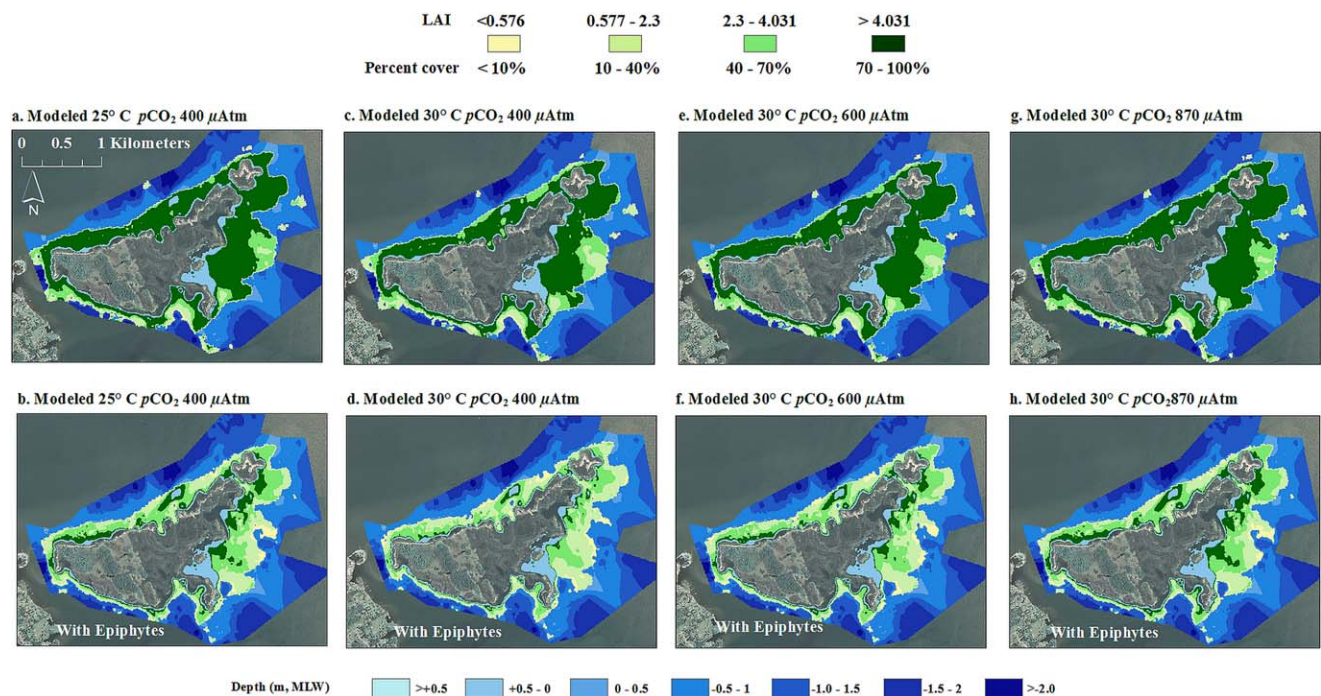 LAI <0.576 0.577 - 2.3 2.3 - 4.031 > 4.031
Percent cover < 10% 10 - 40% 40 - 70% 70 - 100%
a. Modeled 25° C pCO₂ 400 µAtm
c. Modeled 30° C pCO₂ 400 µAtm
e. Modeled 30° C pCO₂ 600 µAtm
g. Modeled 30° C pCO₂ 870 µAtm
0 0.5 1 Kilometers
N
b. Modeled 25° C pCO₂ 400 µAtm
d. Modeled 30° C pCO₂ 400 µAtm
f. Modeled 30° C pCO₂ 600 µAtm
h. Modeled 30° C pCO₂870 µAtm
With Epiphytes
With Epiphytes
With Epiphytes
With Epiphytes
Depth (m, MLW) >+0.5 +0.5 - 0 0 - 0.5 -0.5 - 1 -1.0 - 1.5 -1.5 - 2 >-2.0